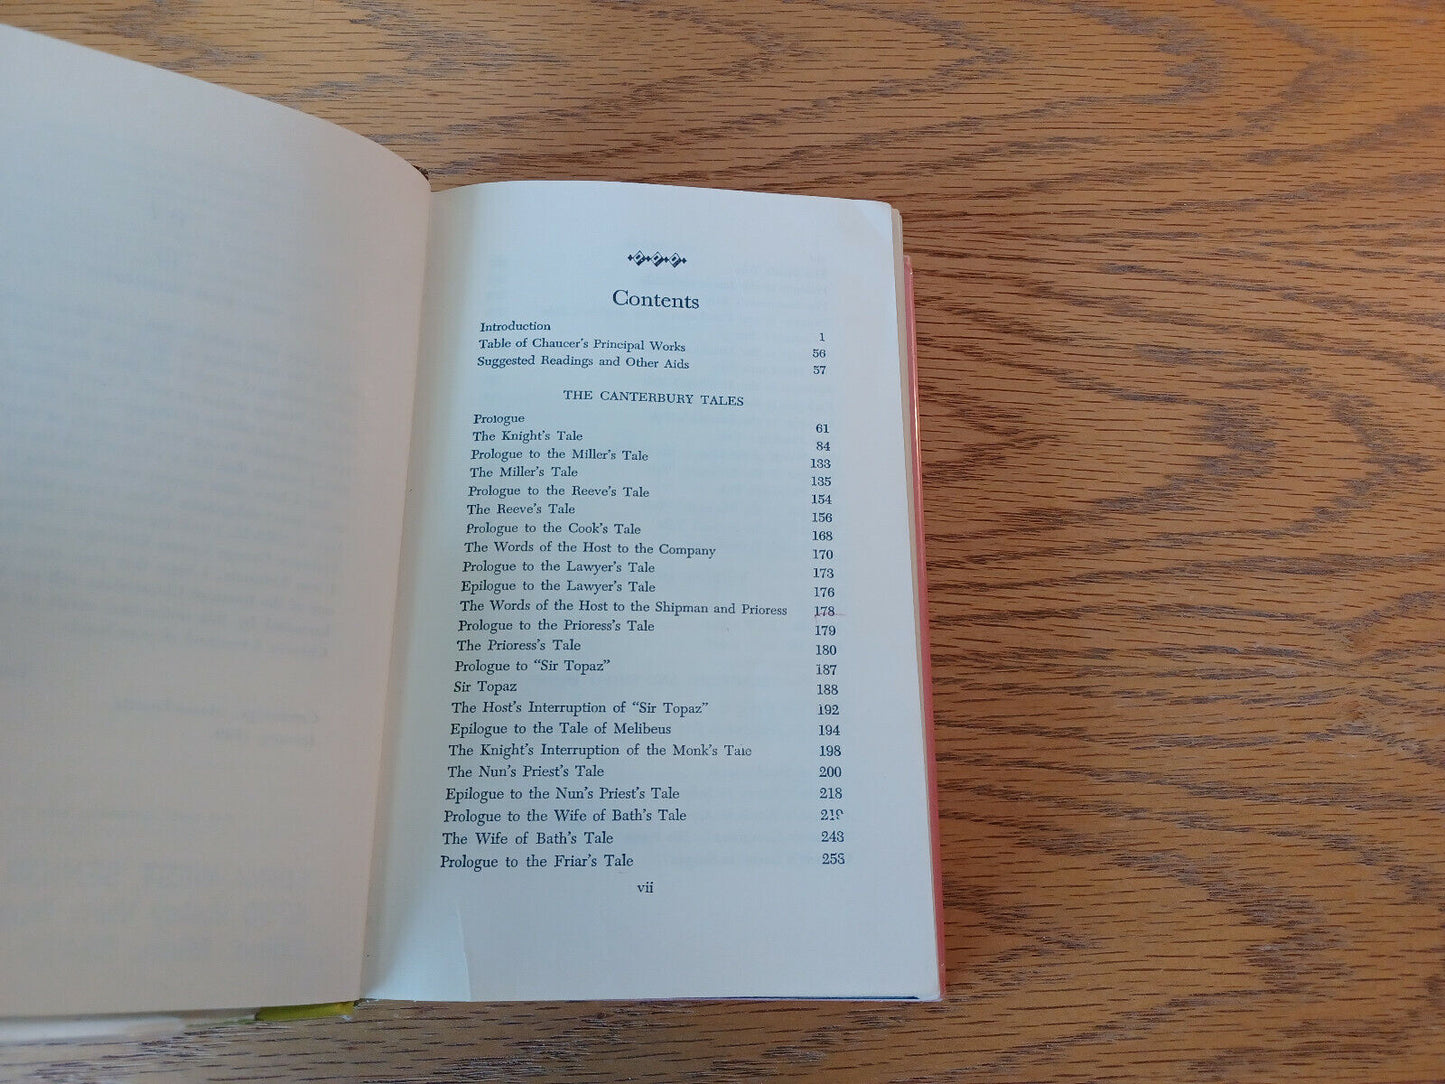 Contents
Introduction 1
Table of Chaucer's Principal Works 56
Suggested Readings and Other Aids 57
THE CANTERBURY TALES
Prologue 61
The Knight's Tale 84
Prologue to the Miller's Tale 133
The Miller's Tale 135
Prologue to the Reeve's Tale 154
The Reeve's Tale 156
Prologue to the Cook's Tale 168
The Words of the Host to the Company 170
Prologue to the Lawyer's Tale 173
Epilogue to the Lawyer's Tale 176
The Words of the Host to the Shipman and Prioress 178
Prologue to the Prioress's Tale 179
The Prioress's Tale 180
Prologue to “Sir Topaz” 187
Sir Topaz 188
The Host's Interruption of “Sir Topaz” 192
Epilogue to the Tale of Melibeus 194
The Knight's Interruption of the Monk's Tale 198
The Nun's Priest's Tale 200
Epilogue to the Nun's Priest's Tale 218
Prologue to the Wife of Bath's Tale 219
The Wife of Bath's Tale 243
Prologue to the Friar's Tale
vii